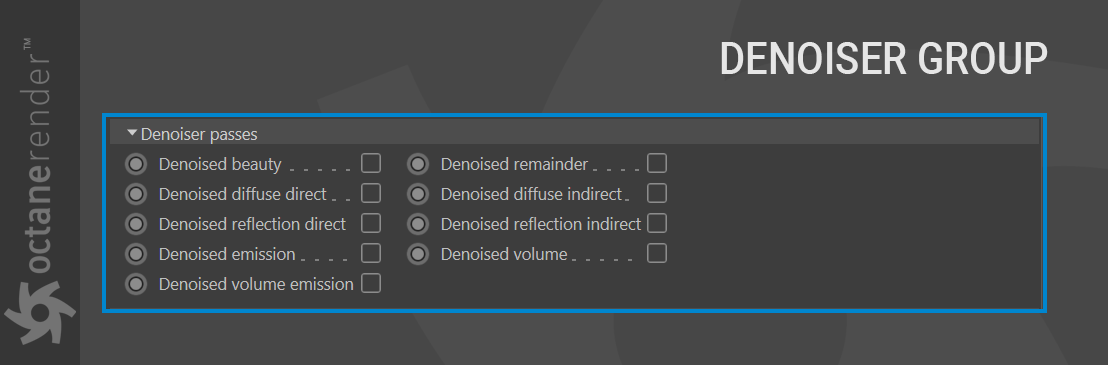 octanerender™
DENOISER GROUP
Denoiser passes
Denoised beauty
Denoised remainder
Denoised diffuse direct
Denoised diffuse indirect
Denoised reflection direct
Denoised reflection indirect
Denoised emission
Denoised volume
Denoised volume emission